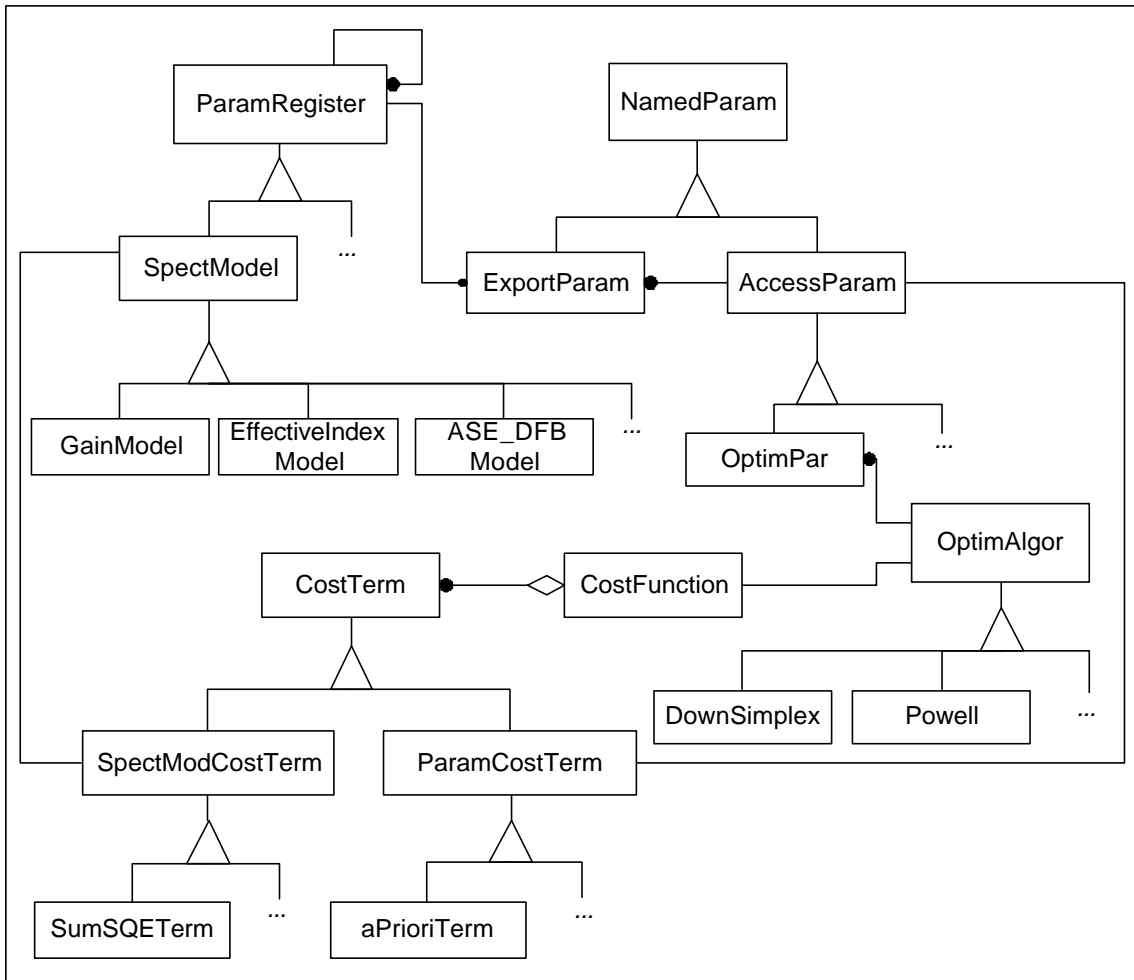 ParamRegister
NamedParam
...
SpectModel
ExportParam
AccessParam
GainModel
EffectiveIndex
Model
ASE_DFB
Model
...
OptimPar
...
OptimAlgor
CostTerm
CostFunction
DownSimplex
Powell
...
SpectModCostTerm
ParamCostTerm
SumSQETerm
...
aPrioriTerm
...